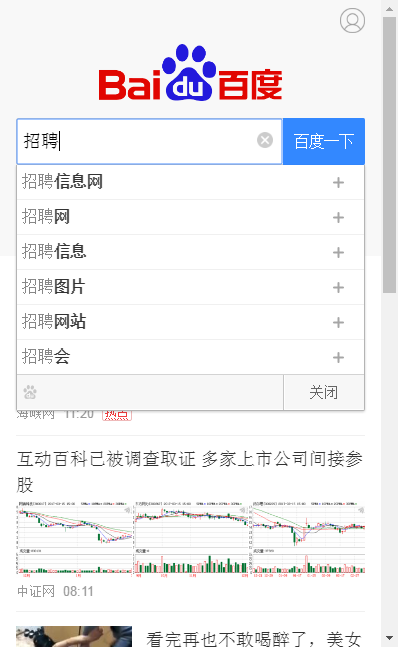 Bai du 百度
招聘
百度一下
招聘信息网
招聘网
招聘信息
招聘图片
招聘网站
招聘会
关闭
海峡网 11:20 热点
互动百科已被调查取证 多家上市公司间接参
股
中证网 08:11
看完再也不敢喝醉了，美女